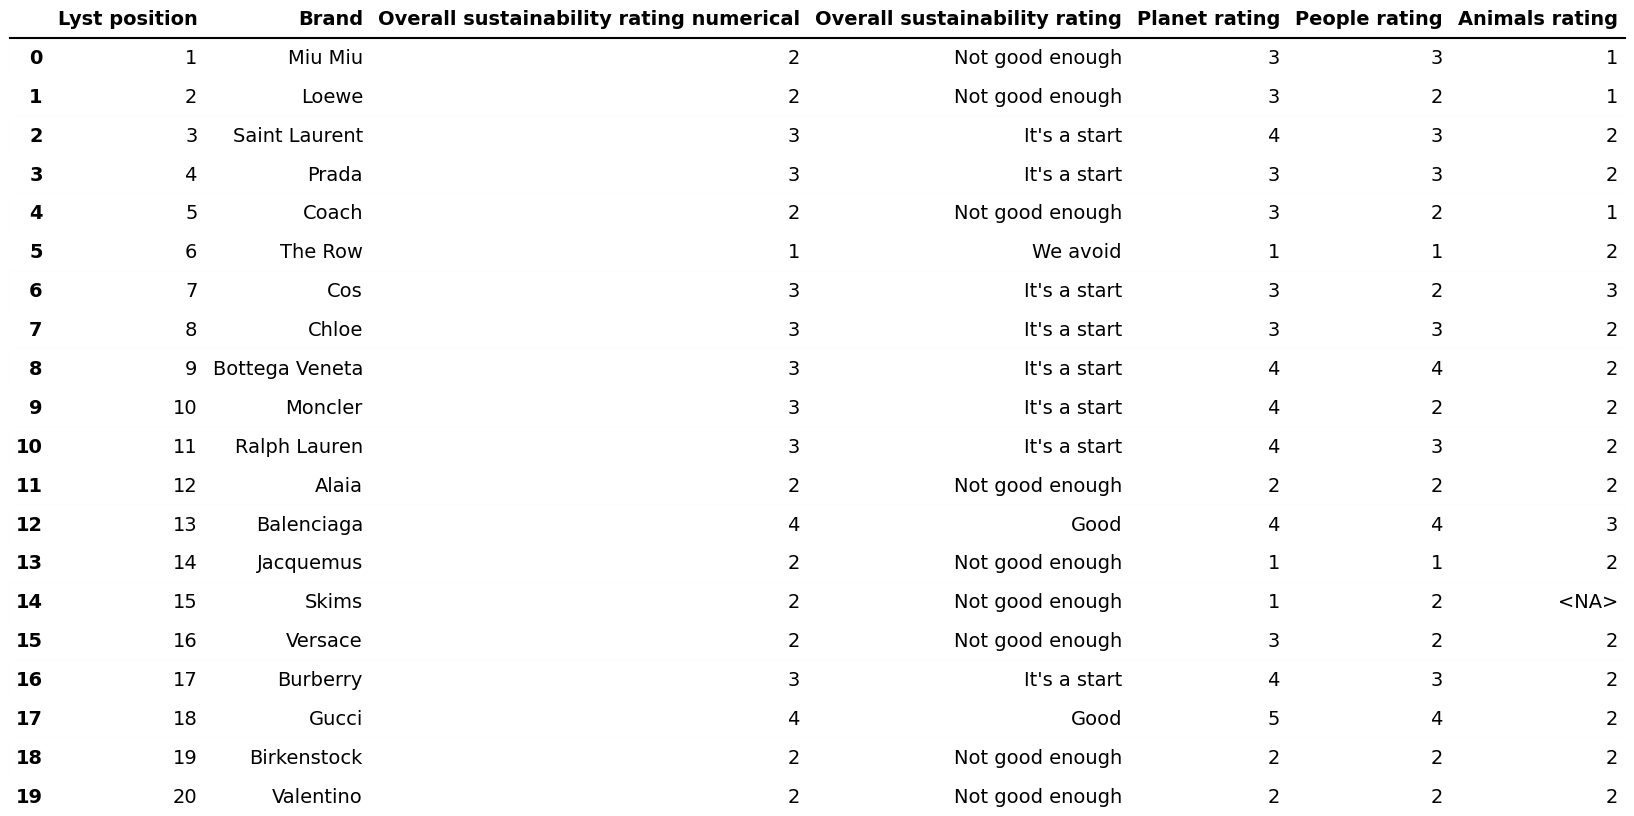 Lyst position Brand Overall sustainability rating numerical Overall sustainability rating Planet rating People rating Animals rating
0 1 Miu Miu 2 Not good enough 3 3 1
1 2 Loewe 2 Not good enough 3 2 1
2 3 Saint Laurent 3 It's a start 4 3 2
3 4 Prada 3 It's a start 3 3 2
4 5 Coach 2 Not good enough 3 2 1
5 6 The Row 1 We avoid 1 1 2
6 7 Cos 3 It's a start 3 2 3
7 8 Chloe 3 It's a start 3 3 2
8 9 Bottega Veneta 3 It's a start 4 4 2
9 10 Moncler 3 It's a start 4 2 2
10 11 Ralph Lauren 3 It's a start 4 3 2
11 12 Alaia 2 Not good enough 2 2 2
12 13 Balenciaga 4 Good 4 4 3
13 14 Jacquemus 2 Not good enough 1 1 2
14 15 Skims 2 Not good enough 1 2 <NA>
15 16 Versace 2 Not good enough 3 2 2
16 17 Burberry 3 It's a start 4 3 2
17 18 Gucci 4 Good 5 4 2
18 19 Birkenstock 2 Not good enough 2 2 2
19 20 Valentino 2 Not good enough 2 2 2